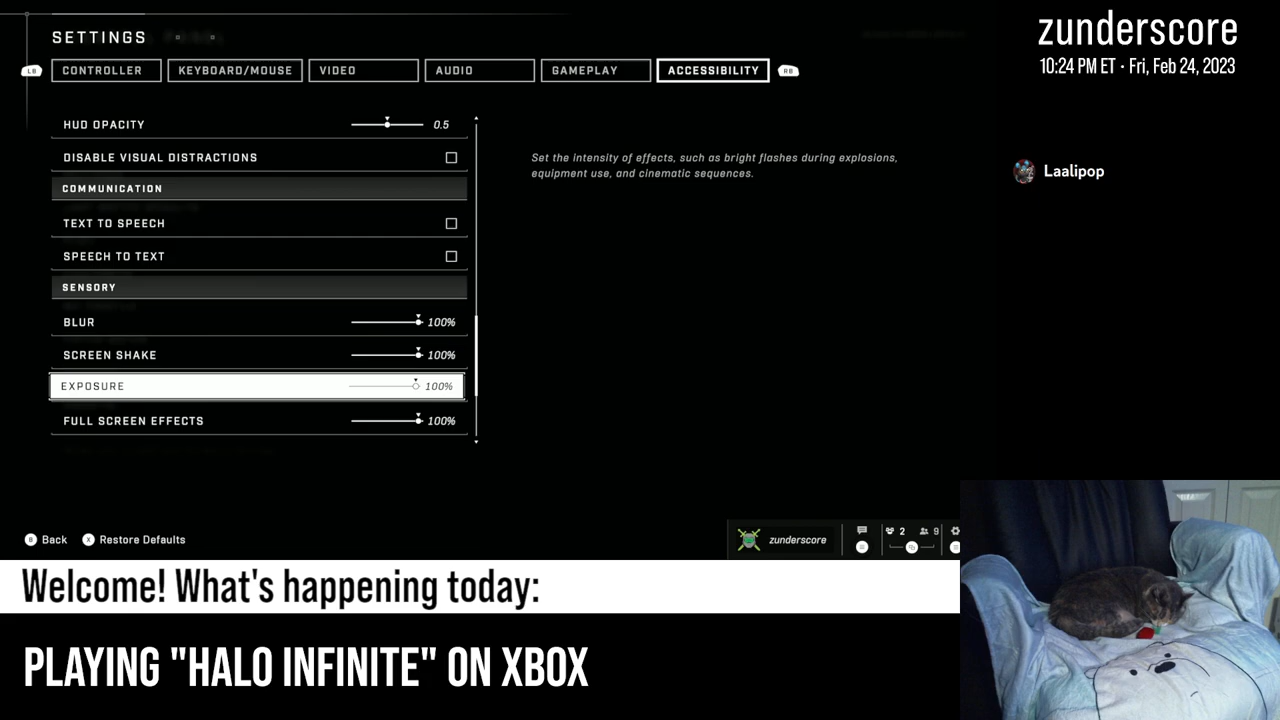 SETTINGS
LB
CONTROLLER
KEYBOARD/MOUSE
VIDEO
AUDIO
GAMEPLAY
ACCESSIBILITY
RB
HUD OPACITY 0.5
DISABLE VISUAL DISTRACTIONS
COMMUNICATION
TEXT TO SPEECH
SPEECH TO TEXT
SENSORY
BLUR 100%
SCREEN SHAKE 100%
EXPOSURE 100%
FULL SCREEN EFFECTS 100%
Set the intensity of effects, such as bright flashes during explosions,
equipment use, and cinematic sequences.
B Back X Restore Defaults
zunderscore
2 9
zunderscore
10:24 PM ET • Fri, Feb 24, 2023
Laalipop
Welcome! What's happening today:
PLAYING "HALO INFINITE" ON XBOX